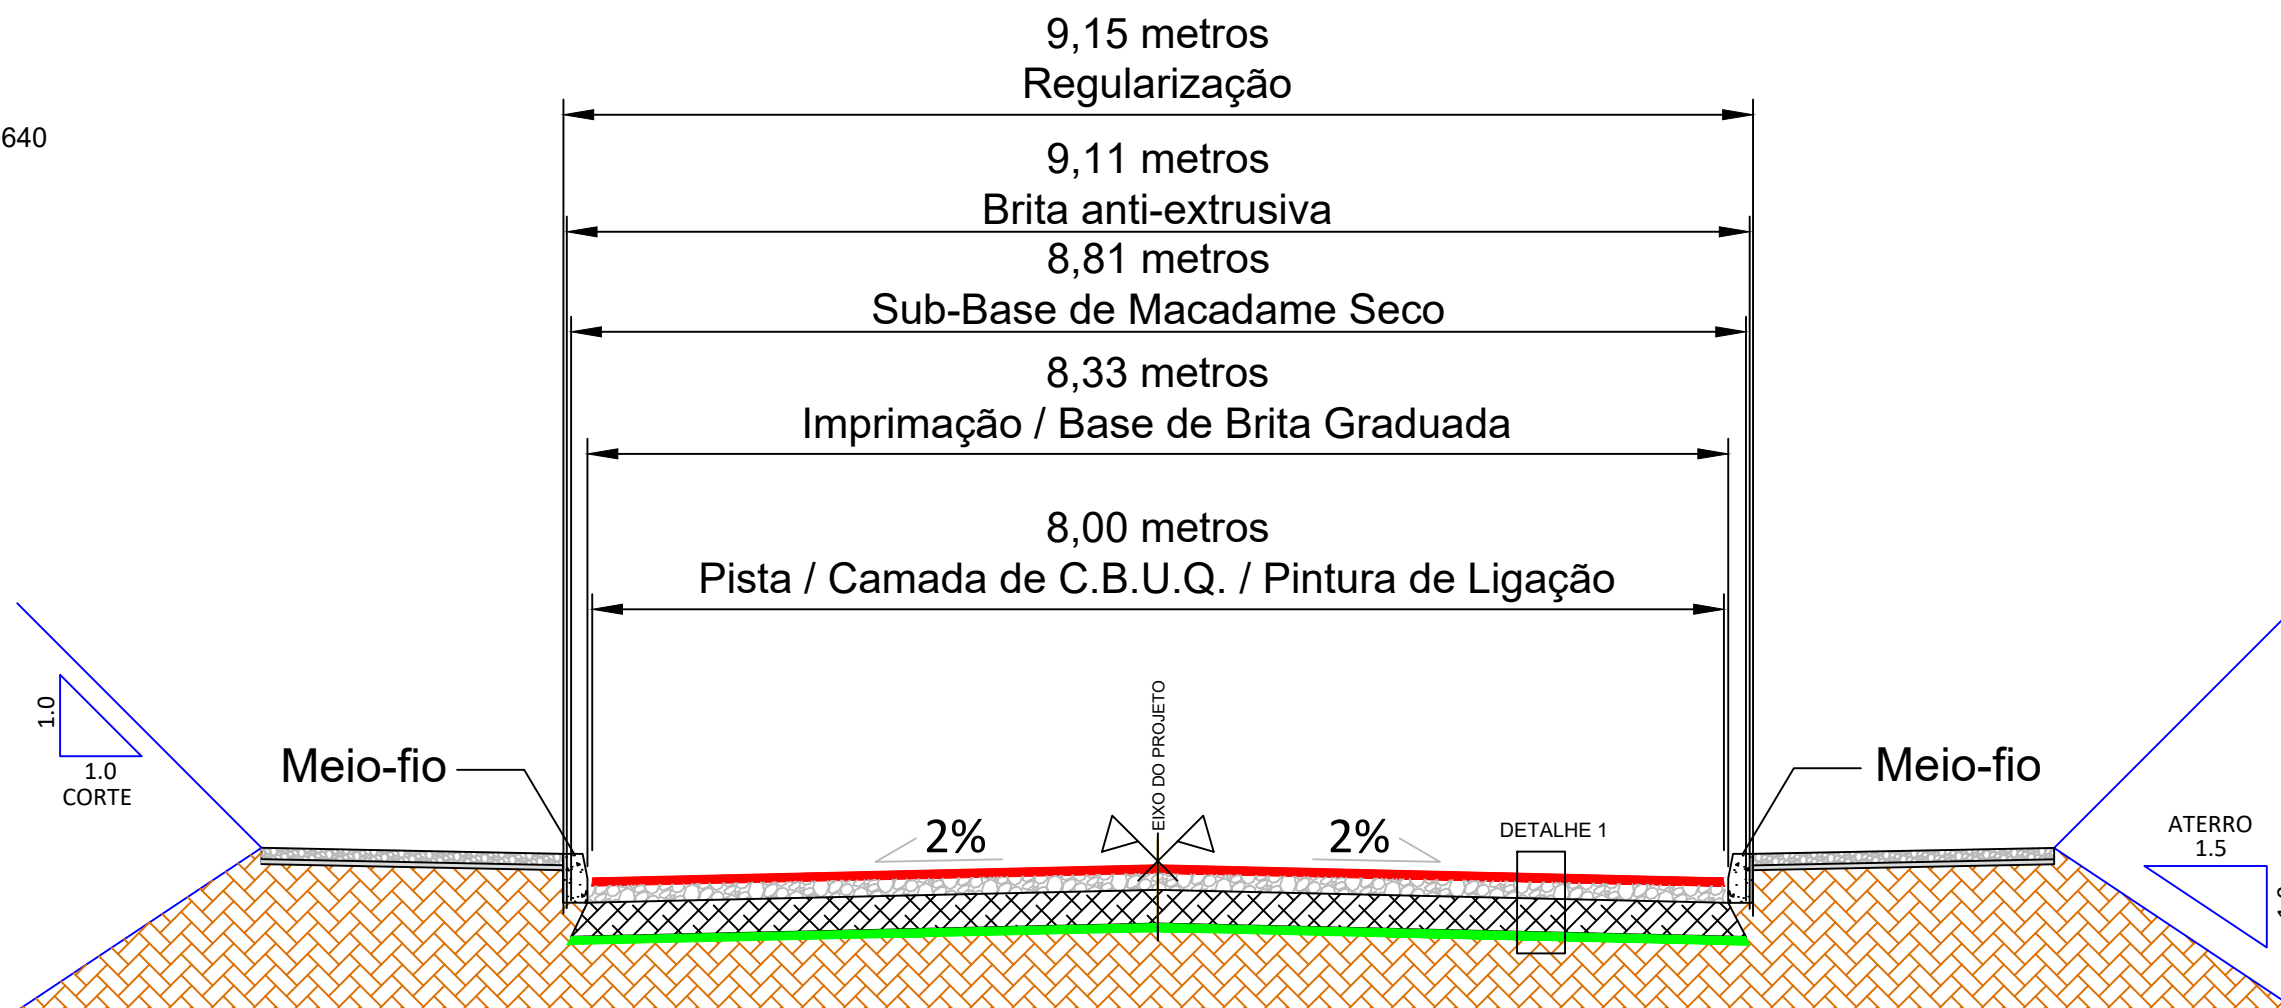 9,15 metros
Regularização
640
9,11 metros
Brita anti-extrusiva
8,81 metros
Sub-Base de Macadame Seco
8,33 metros
Imprimação / Base de Brita Graduada
8,00 metros
Pista / Camada de C.B.U.Q. / Pintura de Ligação
1.0
1.0
CORTE
Meio-fio
EIXO DO PROJETO
Meio-fio
2%
2%
DETALHE 1
ATERRO
1.5